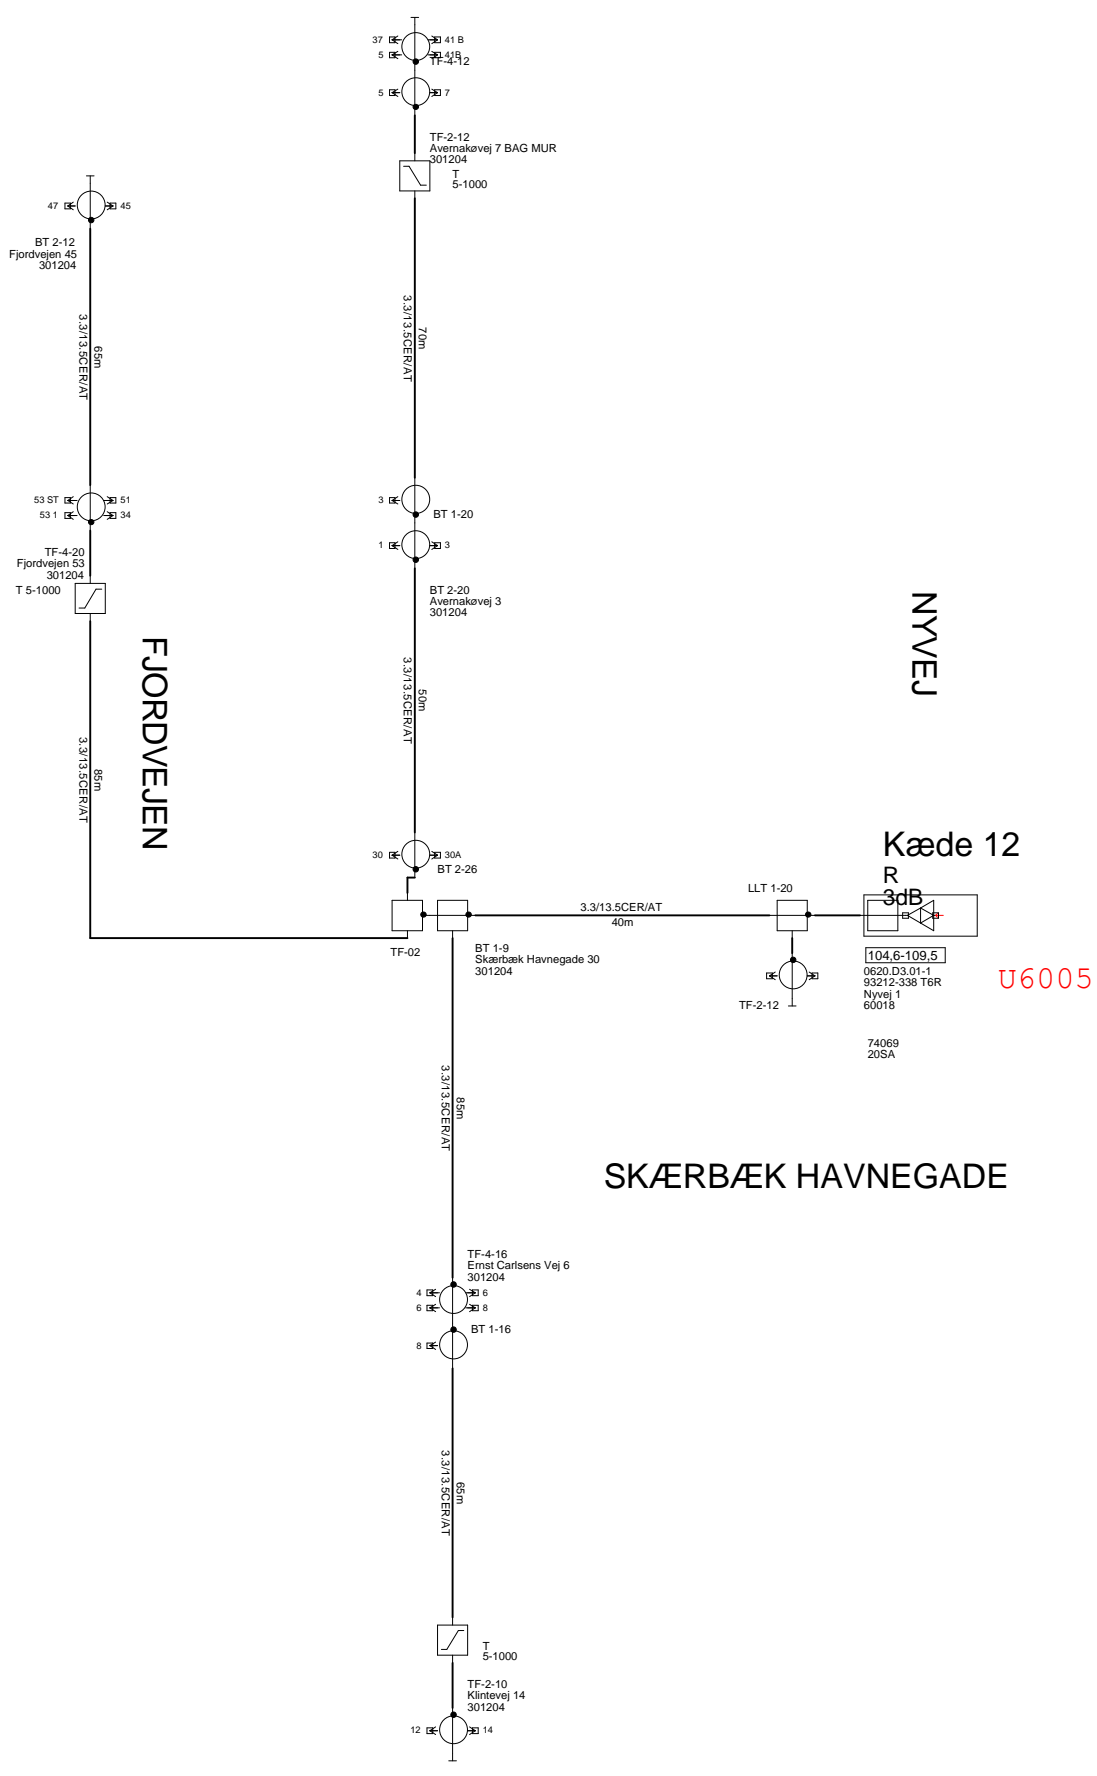 37
41 B
5
41B
TF-4-12
5
7
TF-2-12
Avernakøvej 7 BAG MUR
301204
T
5-1000
47
45
BT 2-12
Fjordvejen 45
301204
3.3/13.5CER/AT
65m
3.3/13.5CER/AT
70m
53 ST
51
53 1
34
TF-4-20
Fjordvejen 53
301204
T 5-1000
3
BT 1-20
1
3
BT 2-20
Avernakøvej 3
301204
NYVEJ
FJORDVEJEN
3.3/13.5CER/AT
50m
3.3/13.5CER/AT
85m
30
30A
BT 2-26
Kæde 12
R
3dB
LLT 1-20
3.3/13.5CER/AT
40m
TF-02
BT 1-9
Skærbæk Havnegade 30
301204
TF-2-12
104,6-109,5
0620.D3.01-1
93212-338 T6R
Nyvej 1
60018
U6005
74069
20SA
3.3/13.5CER/AT
85m
SKÆRBÆK HAVNEGADE
TF-4-16
Ernst Carlsens Vej 6
301204
4
6
6
8
BT 1-16
8
3.3/13.5CER/AT
65m
T
5-1000
TF-2-10
Klintevej 14
301204
12
14